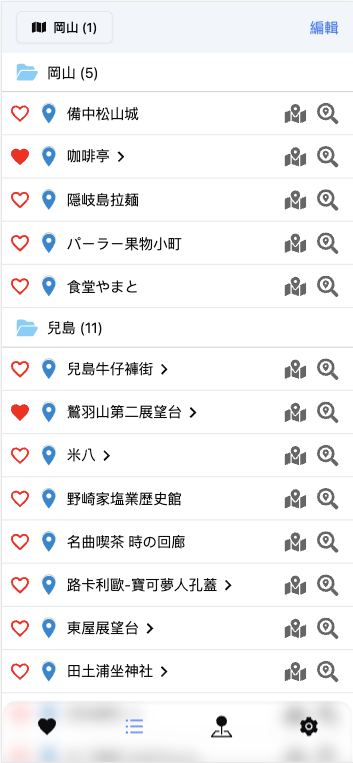 岡山 (1)
編輯
岡山 (5)
備中松山城
咖啡亭
隠岐島拉麺
パーラー果物小町
食堂やまと
兒島 (11)
兒島牛仔褲街
鷲羽山第二展望台
米八
野崎家塩業歴史館
名曲喫茶 時の回廊
路卡利歐-寶可夢人孔蓋
東屋展望台
田土浦坐神社